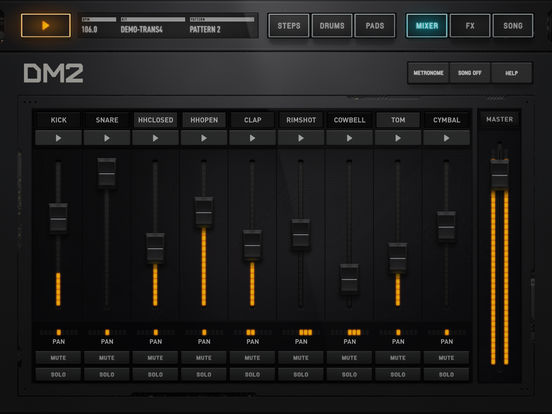 BPM KIT PATTERN
106.0 DEMO-TRANS4 PATTERN 2
STEPS DRUMS PADS MIXER FX SONG
DM2
METRONOME SONG OFF HELP
KICK SNARE HHCLOSED HHOPEN CLAP RIMSHOT COWBELL TOM CYMBAL MASTER
PAN PAN PAN PAN PAN PAN PAN PAN PAN
MUTE MUTE MUTE MUTE MUTE MUTE MUTE MUTE MUTE
SOLO SOLO SOLO SOLO SOLO SOLO SOLO SOLO SOLO